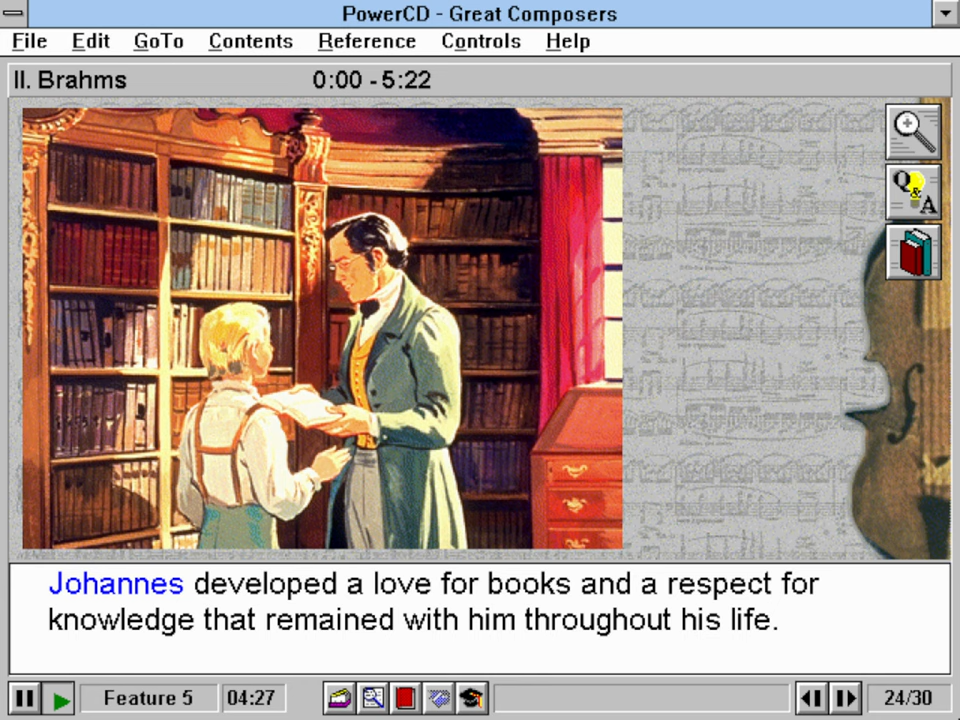 PowerCD - Great Composers
File Edit GoTo Contents Reference Controls Help
II. Brahms 0:00 - 5:22
Q & A
Johannes developed a love for books and a respect for
knowledge that remained with him throughout his life.
Feature 5 04:27 24/30